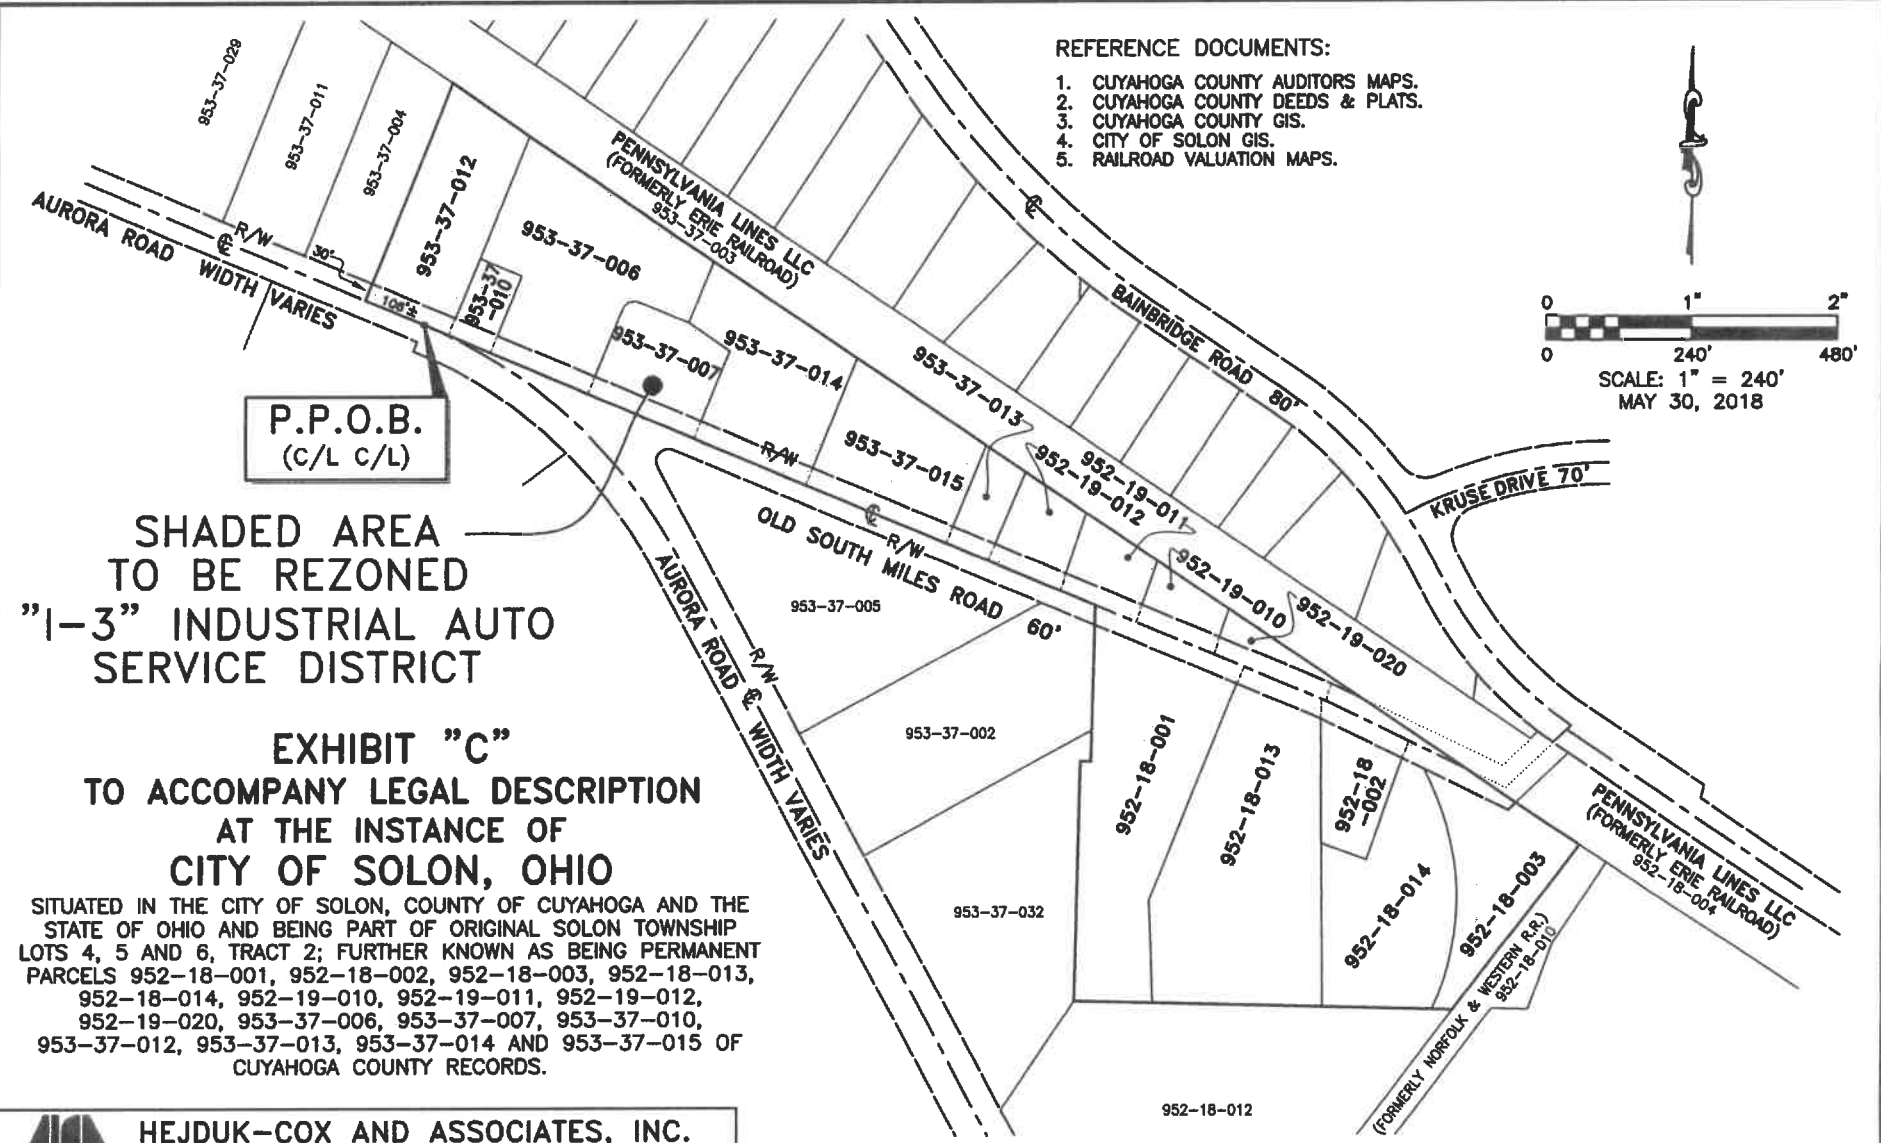 REFERENCE DOCUMENTS:
1. CUYAHOGA COUNTY AUDITORS MAPS.
2. CUYAHOGA COUNTY DEEDS & PLATS.
3. CUYAHOGA COUNTY GIS.
4. CITY OF SOLON GIS.
5. RAILROAD VALUATION MAPS.
0 1" 2"
0 240' 480'
SCALE: 1" = 240'
MAY 30, 2018
953-37-029
953-37-011
953-37-004
953-37-012
953-37
-010
953-37-006
953-37-007
953-37-014
953-37-015
953-37-013
952-19-012
952-19-011
952-19-010
952-19-020
PENNSYLVANIA LINES LLC
(FORMERLY ERIE RAILROAD)
953-37-003
BAINBRIDGE ROAD 80'
KRUSE DRIVE 70'
AURORA ROAD WIDTH VARIES
R/W
30'
106'±
R/W
R/W
OLD SOUTH MILES ROAD 60'
AURORA ROAD WIDTH VARIES
R/W
P.P.O.B.
(C/L C/L)
SHADED AREA
TO BE REZONED
"I-3" INDUSTRIAL AUTO
SERVICE DISTRICT
953-37-005
953-37-002
953-37-032
952-18-001
952-18-013
952-18
-002
952-18-014
952-18-003
952-18-012
PENNSYLVANIA LINES LLC
(FORMERLY ERIE RAILROAD)
952-18-004
(FORMERLY NORFOLK & WESTERN R.R.)
952-18-010
EXHIBIT "C"
TO ACCOMPANY LEGAL DESCRIPTION
AT THE INSTANCE OF
CITY OF SOLON, OHIO
SITUATED IN THE CITY OF SOLON, COUNTY OF CUYAHOGA AND THE
STATE OF OHIO AND BEING PART OF ORIGINAL SOLON TOWNSHIP
LOTS 4, 5 AND 6, TRACT 2; FURTHER KNOWN AS BEING PERMANENT
PARCELS 952-18-001, 952-18-002, 952-18-003, 952-18-013,
952-18-014, 952-19-010, 952-19-011, 952-19-012,
952-19-020, 953-37-006, 953-37-007, 953-37-010,
953-37-012, 953-37-013, 953-37-014 AND 953-37-015 OF
CUYAHOGA COUNTY RECORDS.
HEJDUK-COX AND ASSOCIATES, INC.